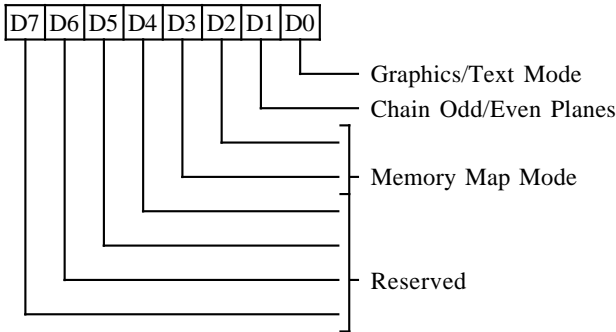 D7 D6 D5 D4 D3 D2 D1 D0
Graphics/Text Mode
Chain Odd/Even Planes
Memory Map Mode
Reserved